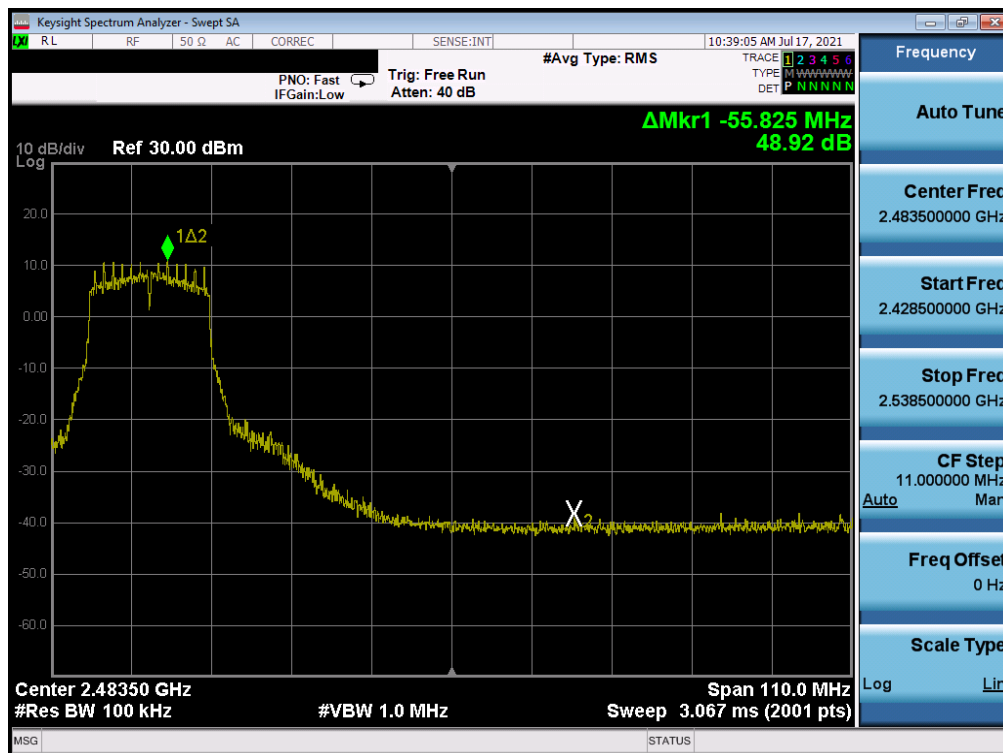 Keysight Spectrum Analyzer - Swept SA
LXI RL RF 50 Ω AC CORREC SENSE:INT 10:39:05 AM Jul 17, 2021
#Avg Type: RMS
TRACE 1 2 3 4 5 6
PNO: Fast Trig: Free Run
TYPE M WWWWW
IFGain:Low Atten: 40 dB
DET P N N N N N
ΔMkr1 -55.825 MHz
48.92 dB
10 dB/div Ref 30.00 dBm
Log
20.0
1Δ2
10.0
0.00
-10.0
-20.0
-30.0
-40.0
2
-50.0
-60.0
Center 2.48350 GHz Span 110.0 MHz
#Res BW 100 kHz #VBW 1.0 MHz Sweep 3.067 ms (2001 pts)
MSG STATUS
Frequency
Auto Tune
Center Freq
2.483500000 GHz
Start Freq
2.428500000 GHz
Stop Freq
2.538500000 GHz
CF Step
11.000000 MHz
Auto Man
Freq Offset
0 Hz
Scale Type
Log Lin